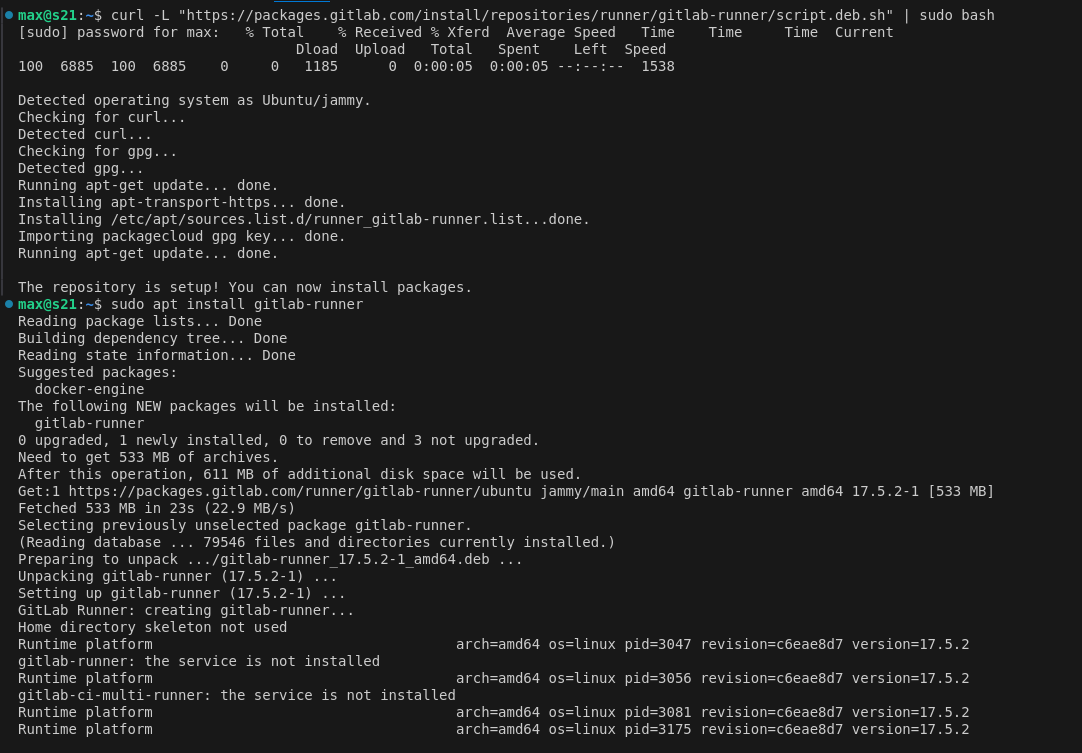 max@s21:~$ curl -L "https://packages.gitlab.com/install/repositories/runner/gitlab-runner/script.deb.sh" | sudo bash
[sudo] password for max:   % Total    % Received % Xferd  Average Speed   Time    Time     Time  Current
                                 Dload  Upload   Total   Spent    Left  Speed
100  6885  100  6885    0     0   1185      0  0:00:05  0:00:05 --:--:--  1538

Detected operating system as Ubuntu/jammy.
Checking for curl...
Detected curl...
Checking for gpg...
Detected gpg...
Running apt-get update... done.
Installing apt-transport-https... done.
Installing /etc/apt/sources.list.d/runner_gitlab-runner.list...done.
Importing packagecloud gpg key... done.
Running apt-get update... done.

The repository is setup! You can now install packages.
max@s21:~$ sudo apt install gitlab-runner
Reading package lists... Done
Building dependency tree... Done
Reading state information... Done
Suggested packages:
  docker-engine
The following NEW packages will be installed:
  gitlab-runner
0 upgraded, 1 newly installed, 0 to remove and 3 not upgraded.
Need to get 533 MB of archives.
After this operation, 611 MB of additional disk space will be used.
Get:1 https://packages.gitlab.com/runner/gitlab-runner/ubuntu jammy/main amd64 gitlab-runner amd64 17.5.2-1 [533 MB]
Fetched 533 MB in 23s (22.9 MB/s)
Selecting previously unselected package gitlab-runner.
(Reading database ... 79546 files and directories currently installed.)
Preparing to unpack .../gitlab-runner_17.5.2-1_amd64.deb ...
Unpacking gitlab-runner (17.5.2-1) ...
Setting up gitlab-runner (17.5.2-1) ...
GitLab Runner: creating gitlab-runner...
Home directory skeleton not used
Runtime platform                                    arch=amd64 os=linux pid=3047 revision=c6eae8d7 version=17.5.2
gitlab-runner: the service is not installed
Runtime platform                                    arch=amd64 os=linux pid=3056 revision=c6eae8d7 version=17.5.2
gitlab-ci-multi-runner: the service is not installed
Runtime platform                                    arch=amd64 os=linux pid=3081 revision=c6eae8d7 version=17.5.2
Runtime platform                                    arch=amd64 os=linux pid=3175 revision=c6eae8d7 version=17.5.2